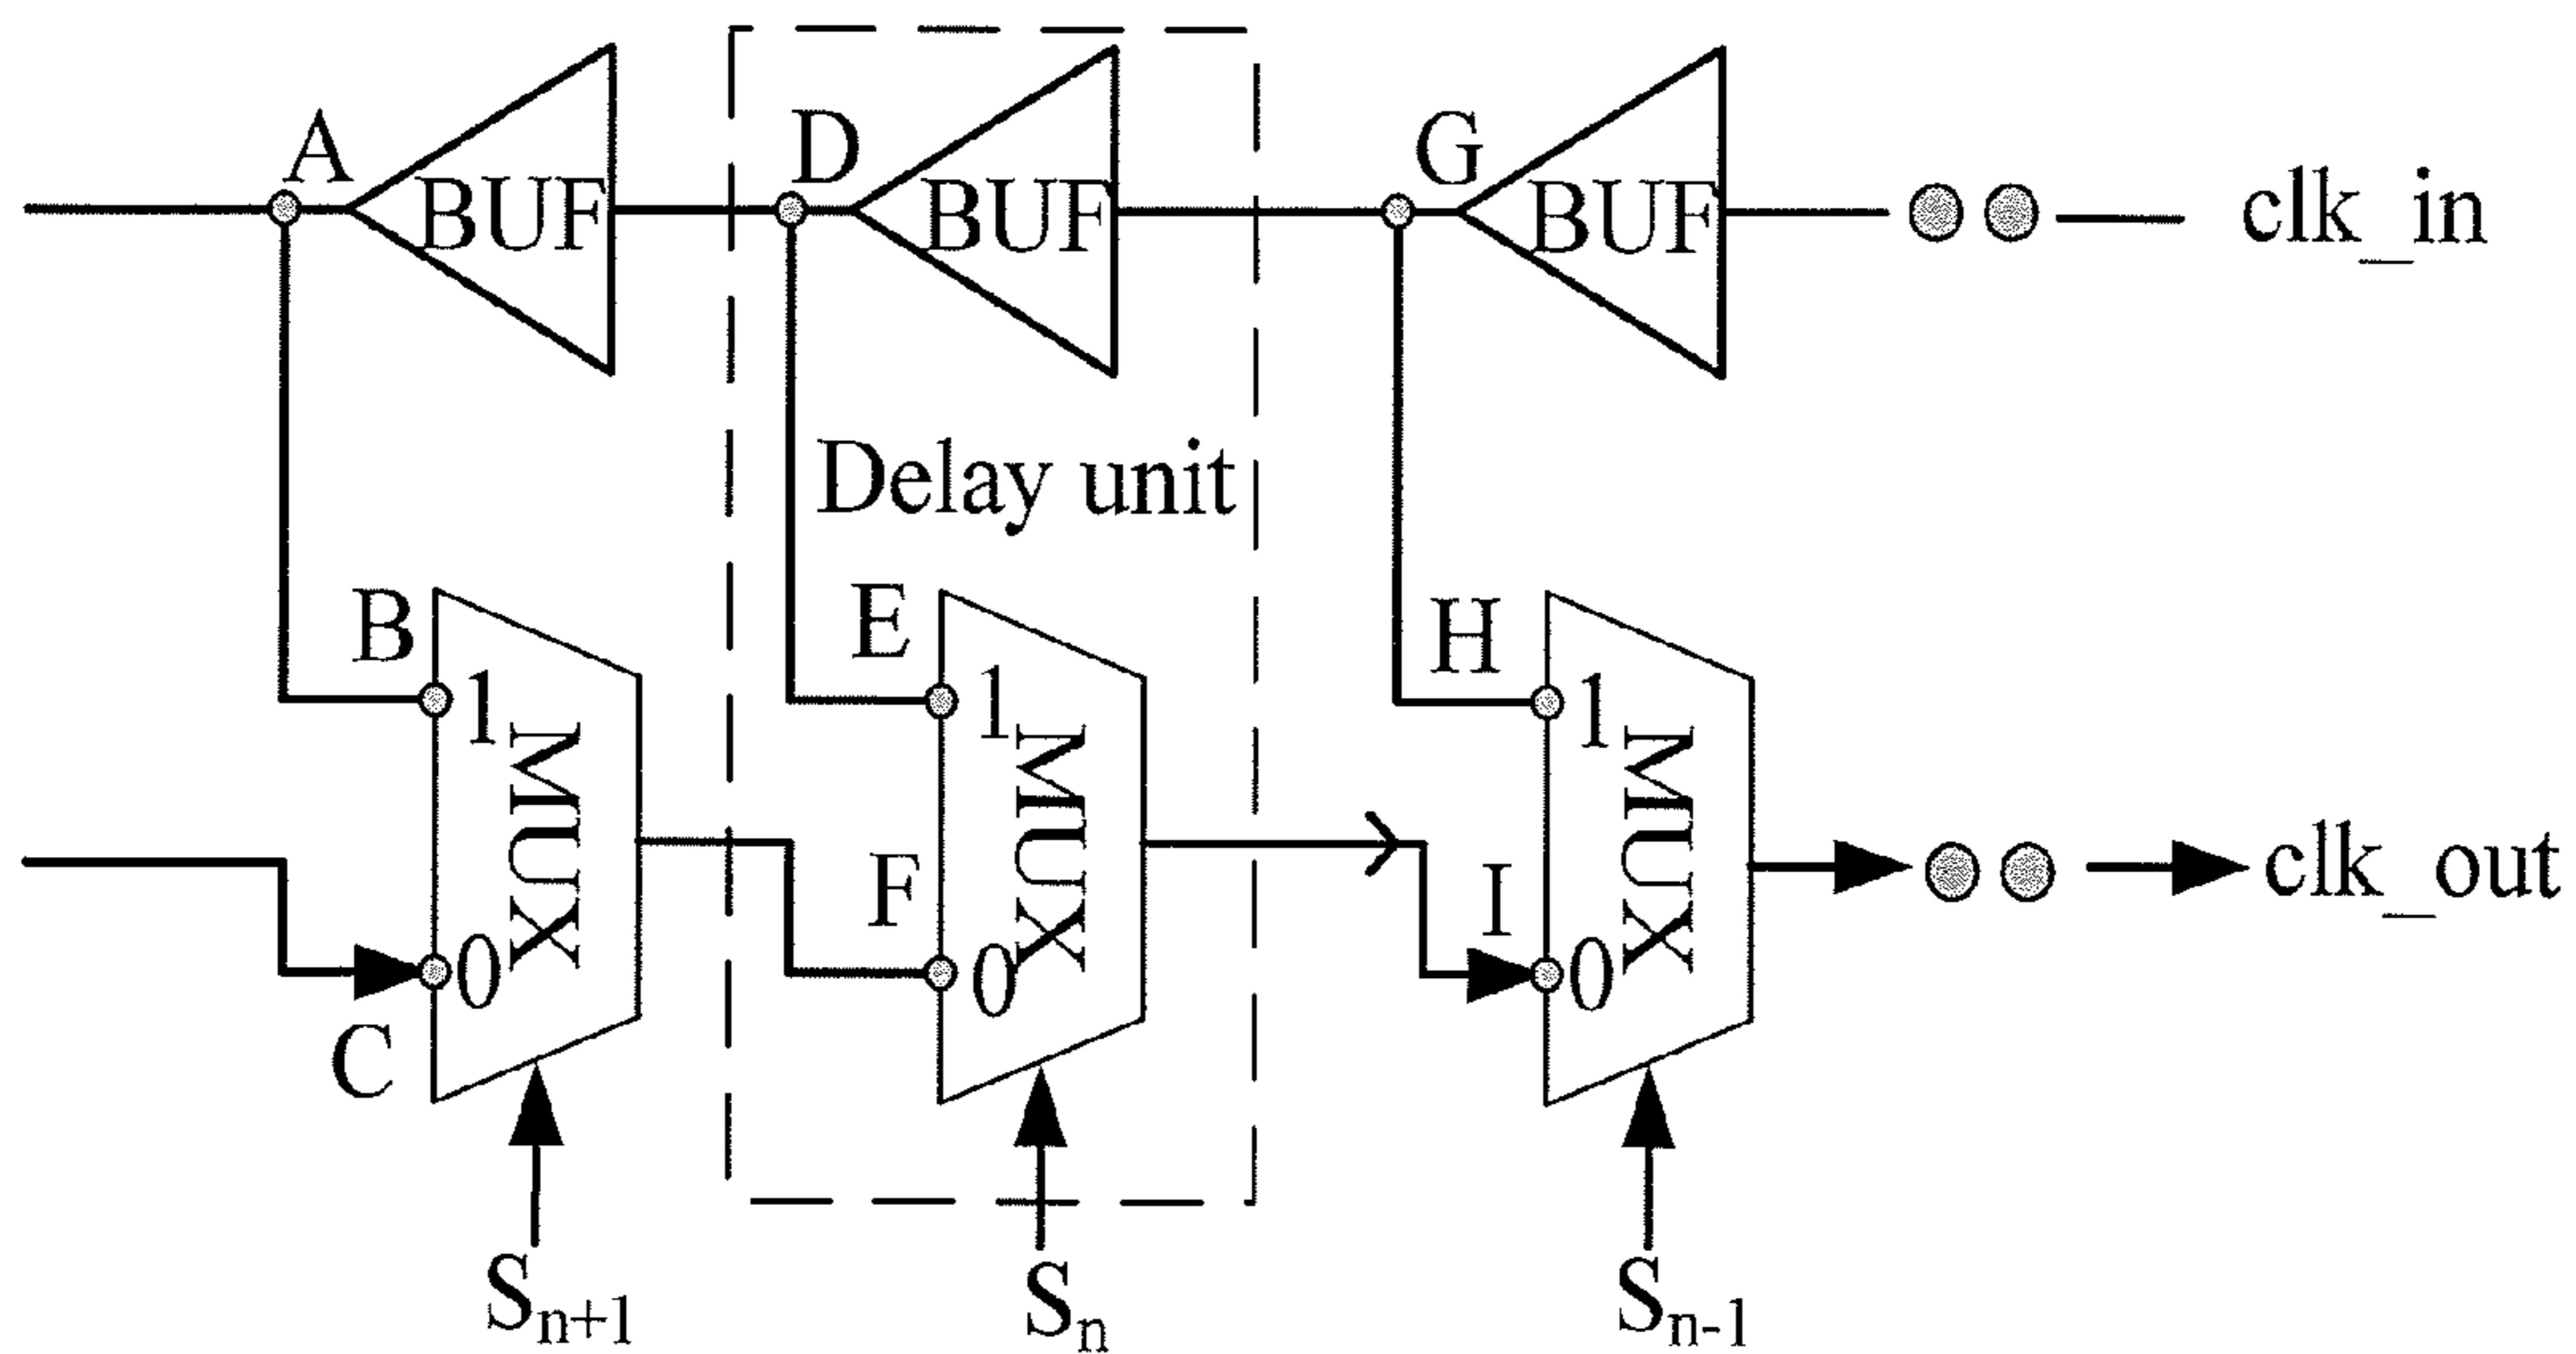 A
BUF
D
BUF
G
BUF
clk_in
Delay unit
B
1
MUX
0
C
E
1
MUX
F
0
H
1
MUX
I
0
clk_out
Sn+1
Sn
Sn-1